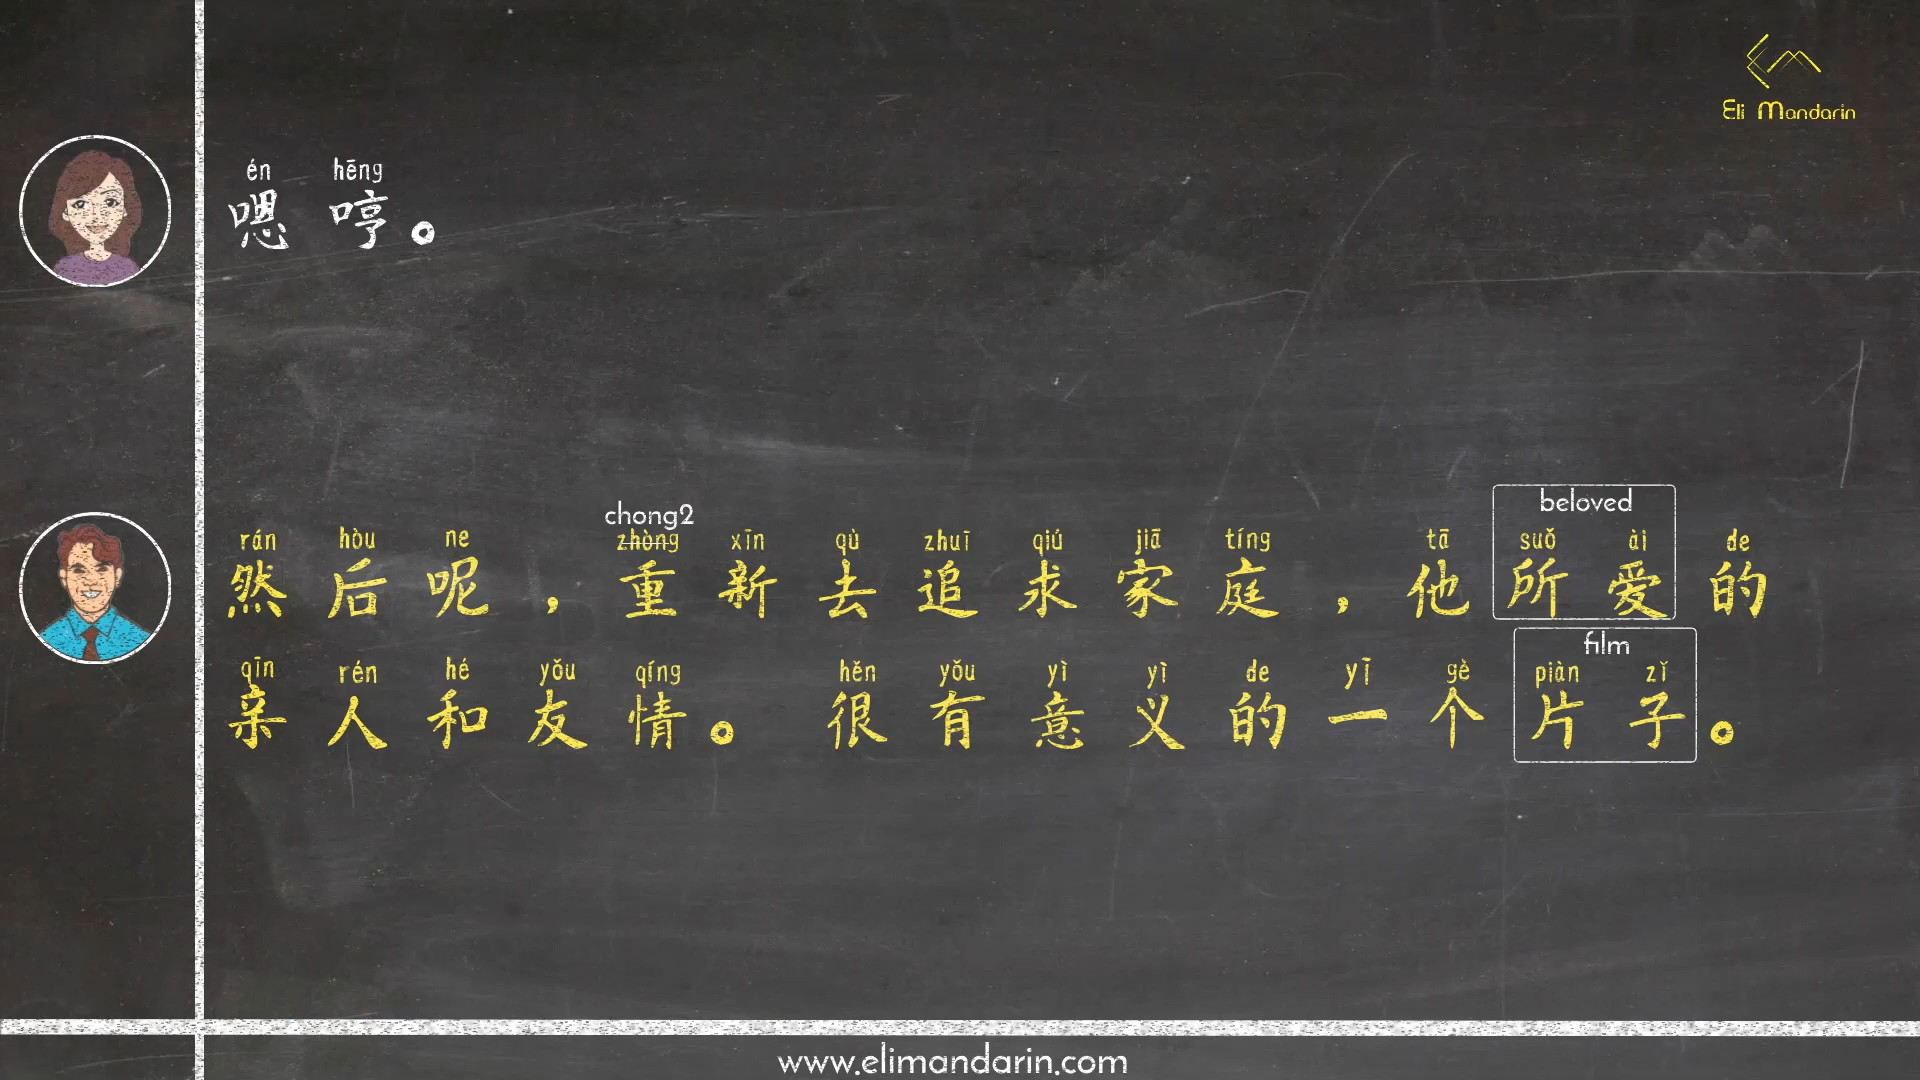 Eli Mandarin
én hēng
嗯哼。
chong2 beloved
rán hòu ne zhòng xīn qù zhuī qiú jiā tíng tā suǒ ài de
然后呢，重新去追求家庭，他所爱的
film
qīn rén hé yǒu qíng hěn yǒu yì yì de yī gè piàn zǐ
亲人和友情。很有意义的一个片子。
www.elimandarin.com